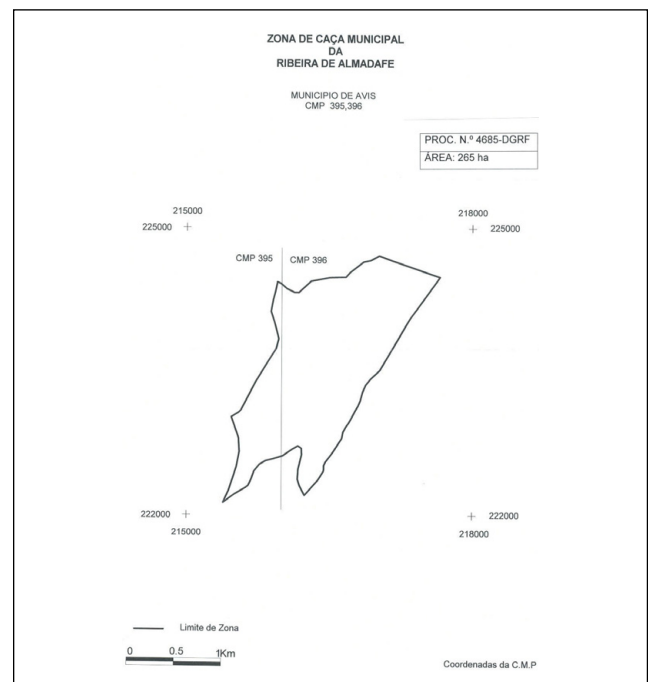 ZONA DE CAÇA MUNICIPAL
DA
RIBEIRA DE ALMADAFE
MUNICIPIO DE AVIS
CMP 395,396
PROC. N.º 4685-DGRF
ÁREA: 265 ha
215000
218000
225000
225000
CMP 395
CMP 396
222000
222000
215000
218000
Limite de Zona
0 0.5 1Km
Coordenadas da C.M.P